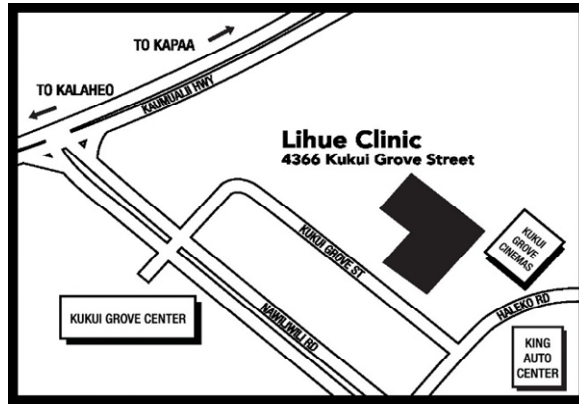 TO KAPAA
TO KALAHEO
KAUMUALII HWY
Lihue Clinic
4366 Kukui Grove Street
KUKUI
GROVE
CINEMAS
KUKUI GROVE ST
HALEKO RD
KUKUI GROVE CENTER
NAWILIWILI RD
KING
AUTO
CENTER